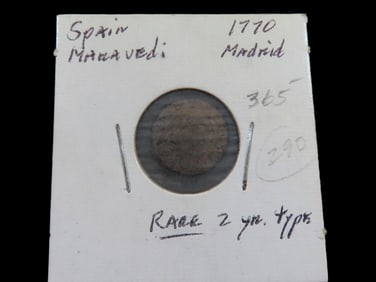 Spain 1770
Maravedi Madrid
365
290
RARE 2 yr. type